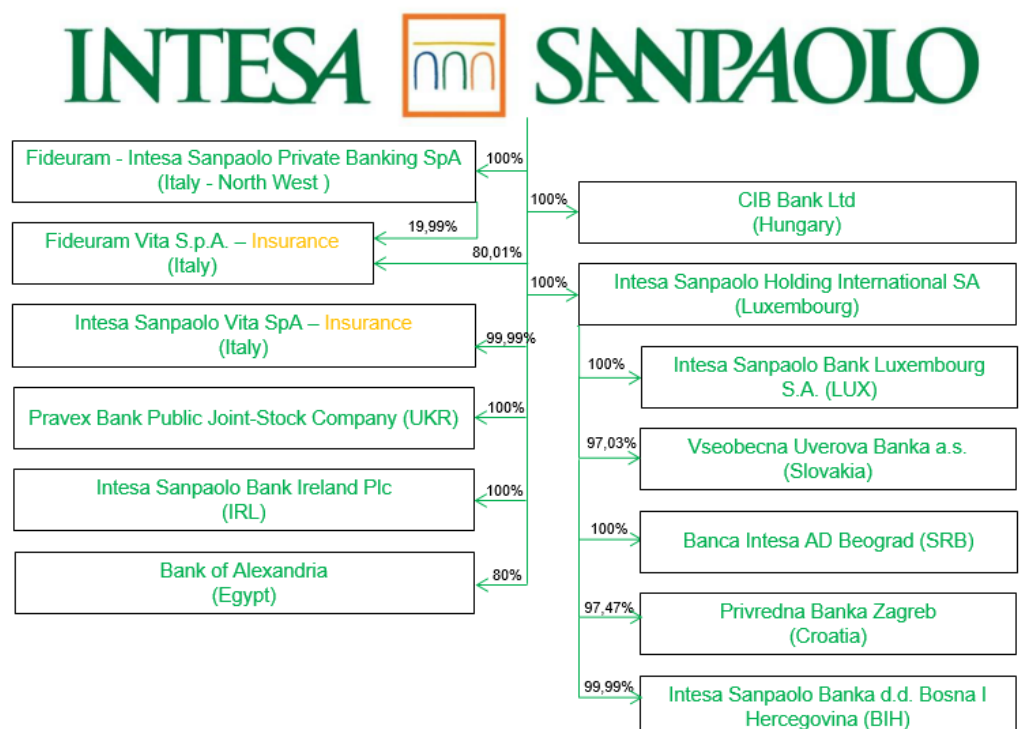 INTESA SANPAOLO
Fideuram - Intesa Sanpaolo Private Banking SpA
(Italy - North West )
100%
19,99%
Fideuram Vita S.p.A. – Insurance
(Italy)
80,01%
Intesa Sanpaolo Vita SpA – Insurance
(Italy)
99,99%
Pravex Bank Public Joint-Stock Company (UKR)
100%
Intesa Sanpaolo Bank Ireland Plc
(IRL)
100%
Bank of Alexandria
(Egypt)
80%
100%
CIB Bank Ltd
(Hungary)
100%
Intesa Sanpaolo Holding International SA
(Luxembourg)
100%
Intesa Sanpaolo Bank Luxembourg
S.A. (LUX)
97,03%
Vseobecna Uverova Banka a.s.
(Slovakia)
100%
Banca Intesa AD Beograd (SRB)
97,47%
Privredna Banka Zagreb
(Croatia)
99,99%
Intesa Sanpaolo Banka d.d. Bosna I
Hercegovina (BIH)